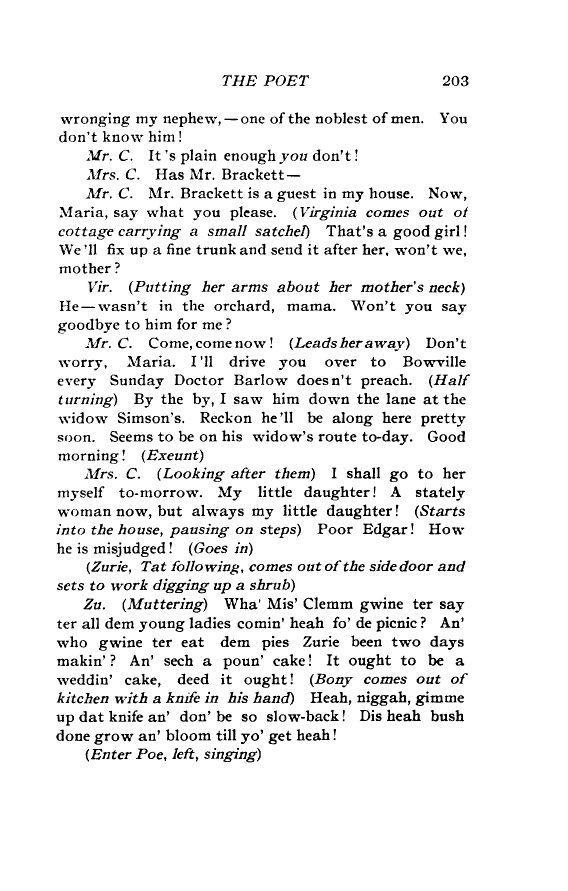 THE POET 203
wronging my nephew,—one of the noblest of men. You
don't know him!
Mr. C. It's plain enough you don't!
Mrs. C. Has Mr. Brackett—
Mr. C. Mr. Brackett is a guest in my house. Now,
Maria, say what you please. (Virginia comes out of
cottage carrying a small satchel) That's a good girl!
We'll fix up a fine trunk and send it after her, won't we,
mother?
Vir. (Putting her arms about her mother's neck)
He—wasn't in the orchard, mama. Won't you say
goodbye to him for me?
Mr. C. Come, come now! (Leads her away) Don't
worry, Maria. I'll drive you over to Bowville
every Sunday Doctor Barlow doesn't preach. (Half
turning) By the by, I saw him down the lane at the
widow Simson's. Reckon he'll be along here pretty
soon. Seems to be on his widow's route to-day. Good
morning! (Exeunt)
Mrs. C. (Looking after them) I shall go to her
myself to-morrow. My little daughter! A stately
woman now, but always my little daughter! (Starts
into the house, pausing on steps) Poor Edgar! How
he is misjudged! (Goes in)
(Zurie, Tat following, comes out of the side door and
sets to work digging up a shrub)
Zu. (Muttering) Wha' Mis' Clemm gwine ter say
ter all dem young ladies comin' heah fo' de picnic? An'
who gwine ter eat dem pies Zurie been two days
makin'? An' sech a poun' cake! It ought to be a
weddin' cake, deed it ought! (Bony comes out of
kitchen with a knife in his hand) Heah, niggah, gimme
up dat knife an' don' be so slow-back! Dis heah bush
done grow an' bloom till yo' get heah!
(Enter Poe, left, singing)